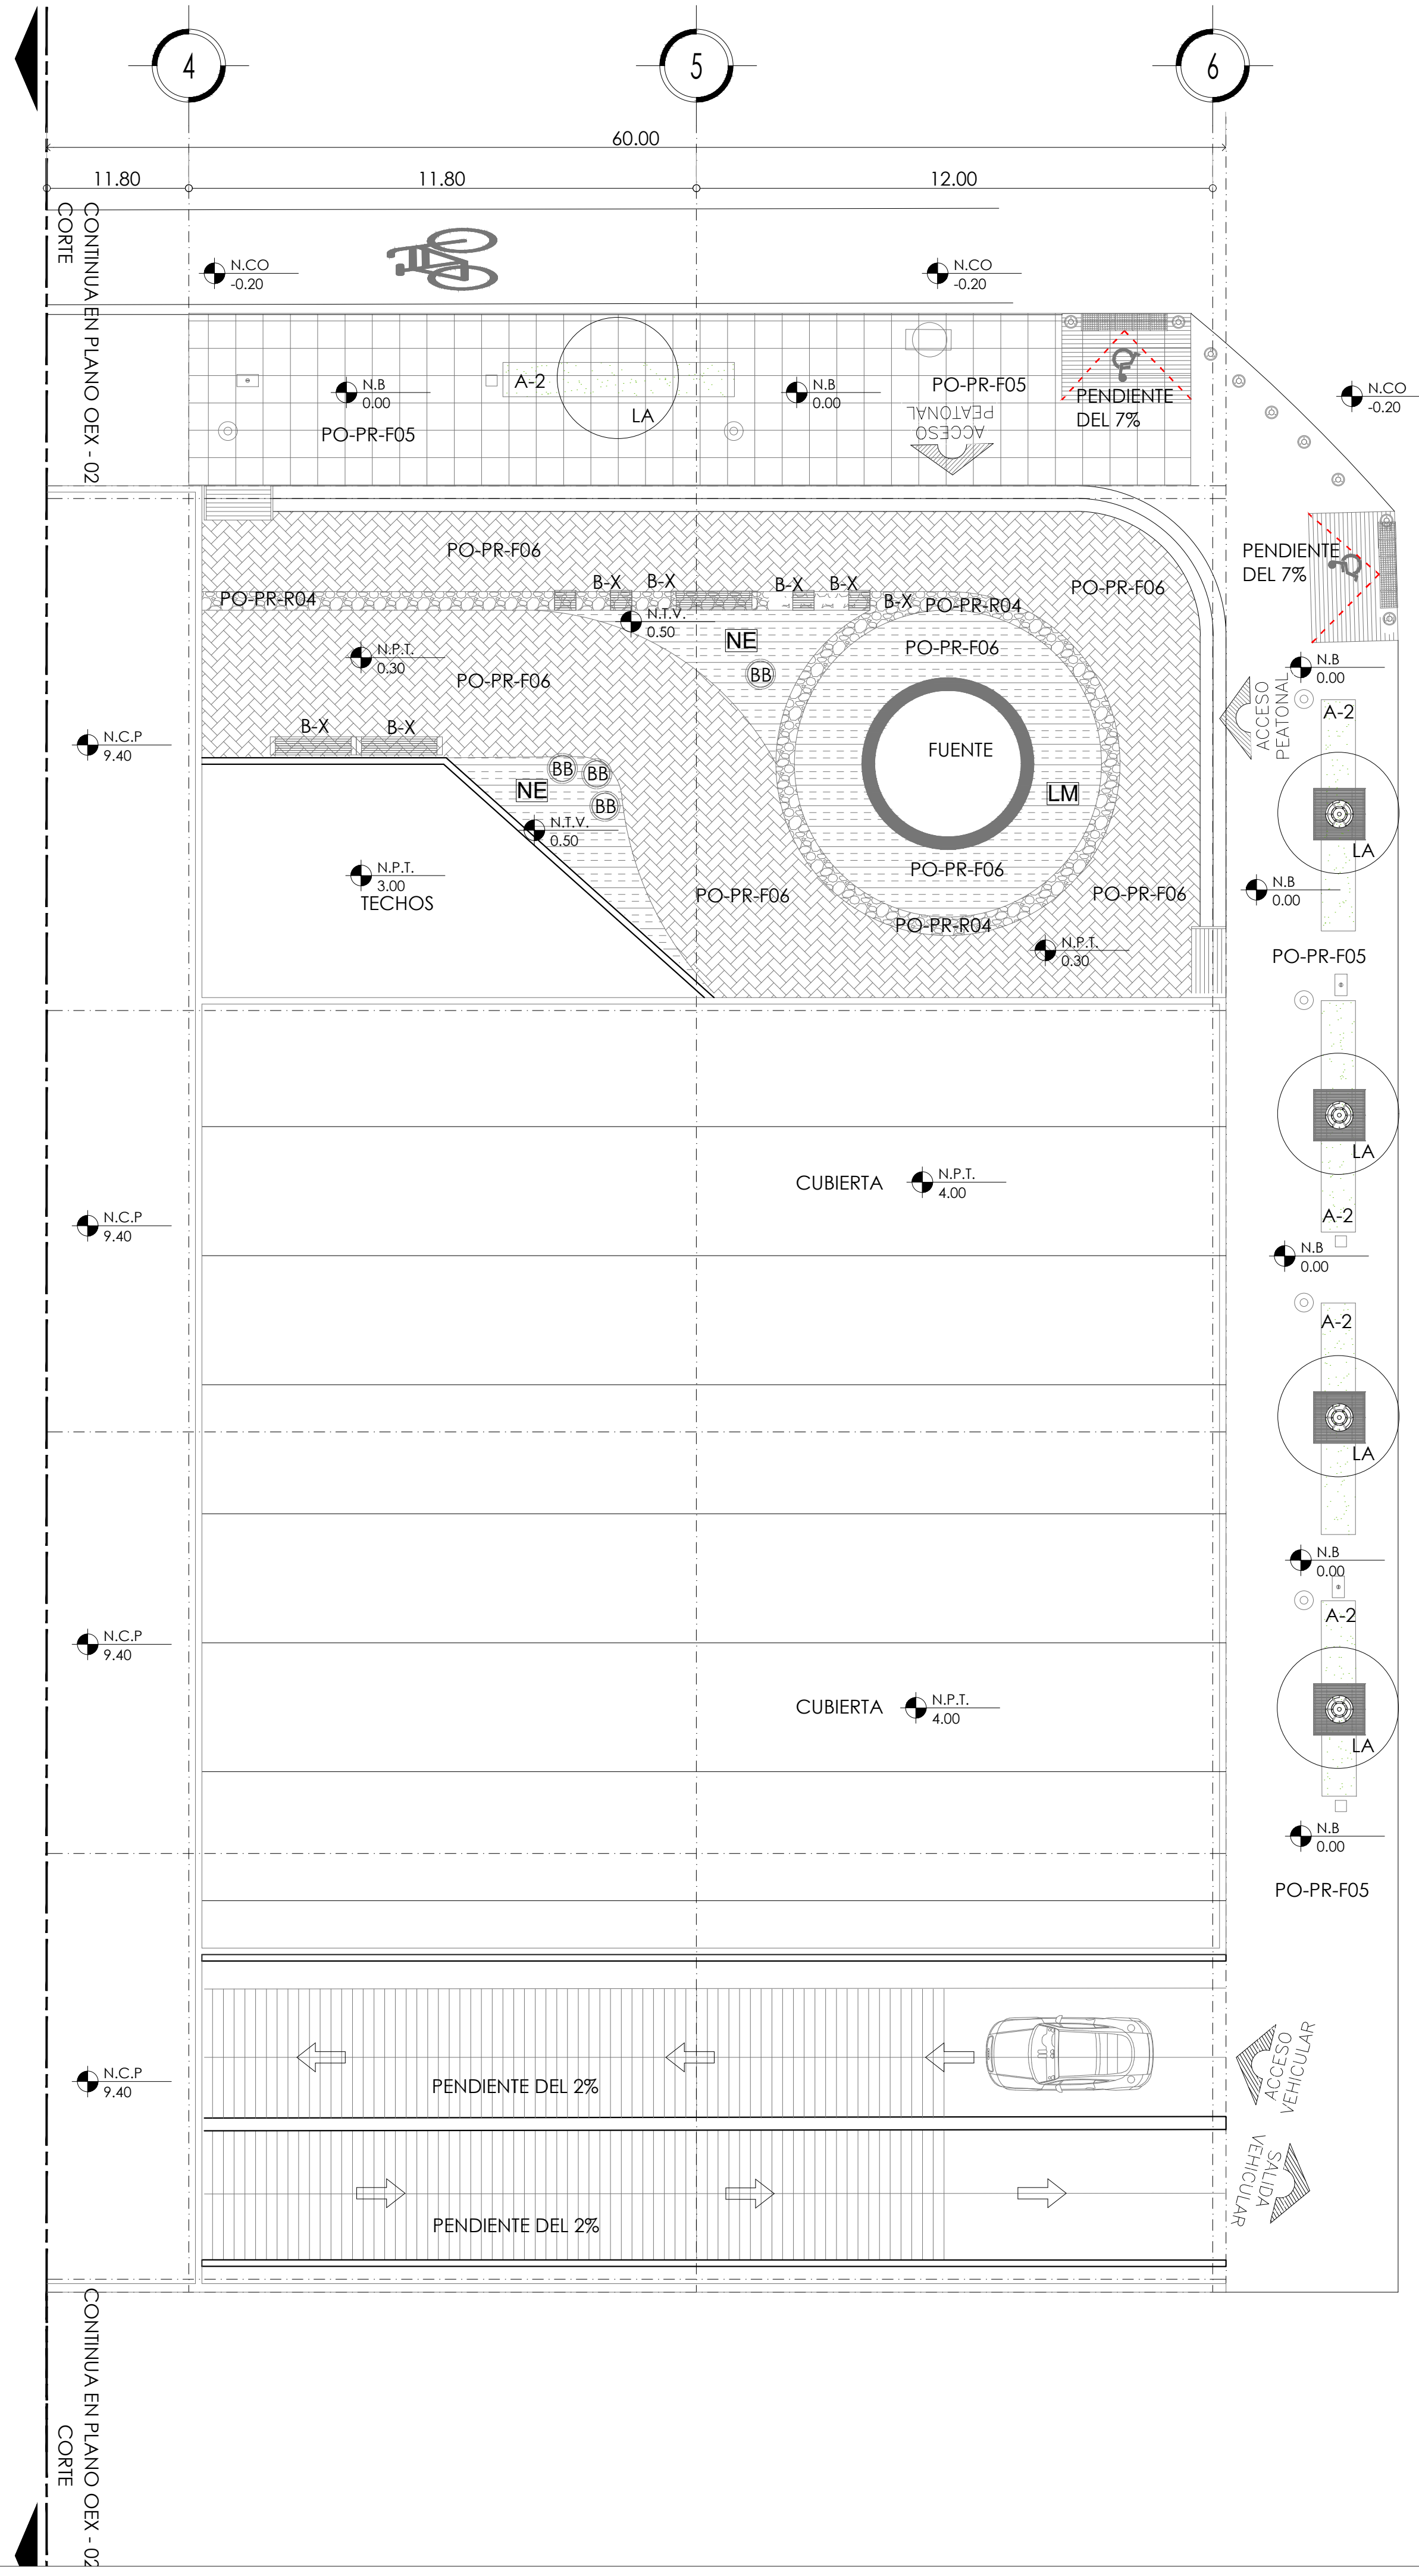 4
5
6
60.00
11.80
11.80
12.00
CONTINUA EN PLANO OEX - 02
CORTE
N.CO
-0.20
N.CO
-0.20
N.CO
-0.20
A-2
LA
N.B
0.00
PO-PR-F05
N.B
0.00
PO-PR-F05
ACCESO
PEATONAL
PENDIENTE
DEL 7%
PENDIENTE
DEL 7%
PO-PR-F06
PO-PR-R04
B-X
B-X
B-X
B-X
B-X
PO-PR-R04
PO-PR-F06
N.T.V.
0.50
NE
BB
PO-PR-F06
N.P.T.
0.30
PO-PR-F06
N.B
0.00
ACCESO
PEATONAL
A-2
LA
B-X
B-X
FUENTE
N.C.P
9.40
BB
BB
BB
NE
LM
N.T.V.
0.50
N.P.T.
3.00
TECHOS
PO-PR-F06
PO-PR-F06
PO-PR-F06
PO-PR-R04
N.P.T.
0.30
N.B
0.00
PO-PR-F05
LA
A-2
CUBIERTA
N.P.T.
4.00
N.C.P
9.40
N.B
0.00
A-2
LA
N.B
0.00
A-2
N.C.P
9.40
CUBIERTA
N.P.T.
4.00
LA
N.B
0.00
PO-PR-F05
N.C.P
9.40
PENDIENTE DEL 2%
ACCESO
VEHICULAR
SALIDA
VEHICULAR
PENDIENTE DEL 2%
CONTINUA EN PLANO OEX - 02
CORTE